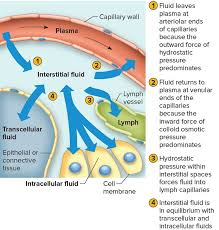 Capillary wall
Plasma
Interstitial fluid
Lymph
vessel
Lymph
Transcellular
fluid
Epithelial or
connective
tissue
Intracellular fluid
Cell
membrane
1 Fluid leaves
plasma at
arteriolar ends
of capillaries
because the
outward force of
hydrostatic
pressure
predominates
2 Fluid returns to
plasma at venular
ends of the
capillaries
because the
inward force of
colloid osmotic
pressure
predominates
3 Hydrostatic
pressure within
interstitial spaces
forces fluid into
lymph capillaries
4 Interstitial fluid is
in equilibrium with
transcellular and
intracellular fluids
1
2
3
4